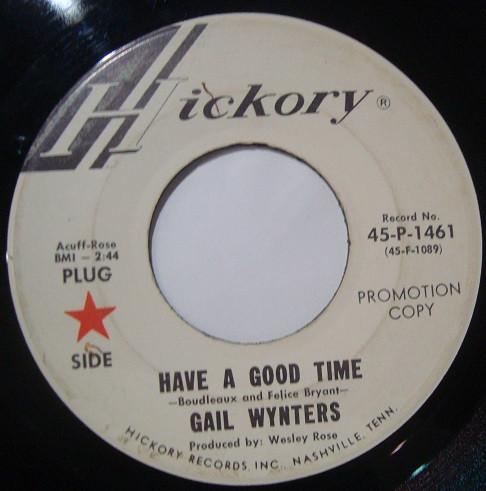 Hickory ®
Record No.
45-P-1461
(45-F-1089)
Acuff-Rose
BMI — 2:44
PLUG
SIDE
PROMOTION
COPY
HAVE A GOOD TIME
—Boudleaux and Felice Bryant—
GAIL WYNTERS
Produced by: Wesley Rose
HICKORY RECORDS, INC., NASHVILLE, TENN.